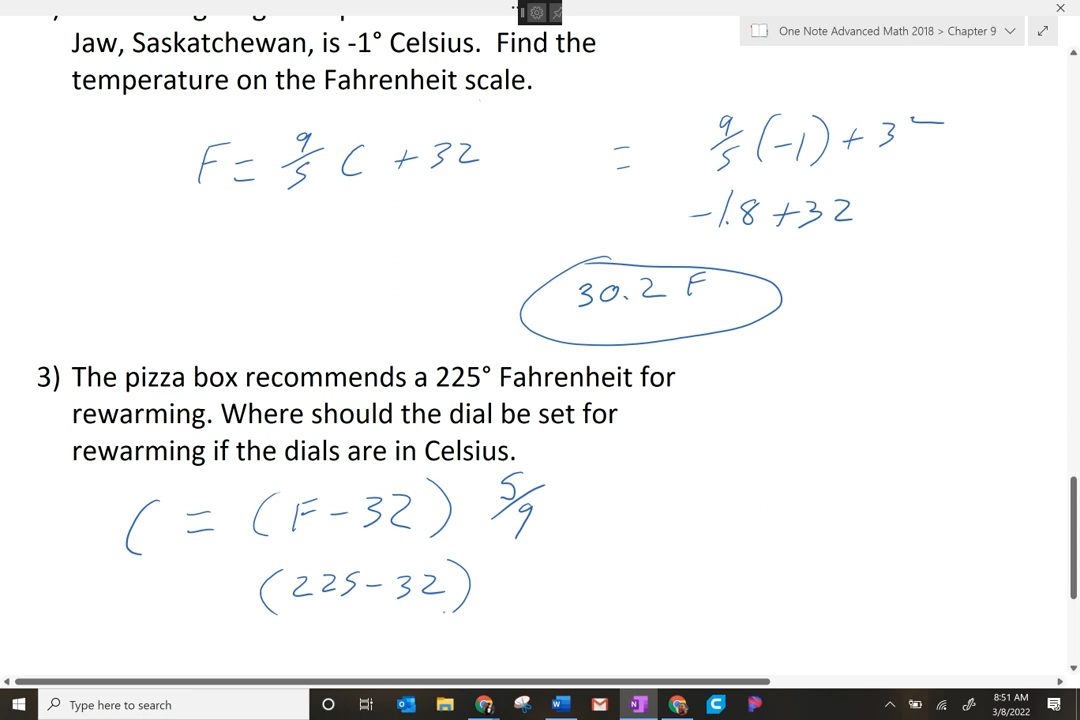 One Note Advanced Math 2018 > Chapter 9
Jaw, Saskatchewan, is -1° Celsius. Find the
temperature on the Fahrenheit scale.
F = 9/5 C + 32 = 9/5 (-1) + 32
-1.8 + 32
30.2 F
3) The pizza box recommends a 225° Fahrenheit for
rewarming. Where should the dial be set for
rewarming if the dials are in Celsius.
C = (F - 32) 5/9
(225 - 32)
Type here to search
8:51 AM
3/8/2022